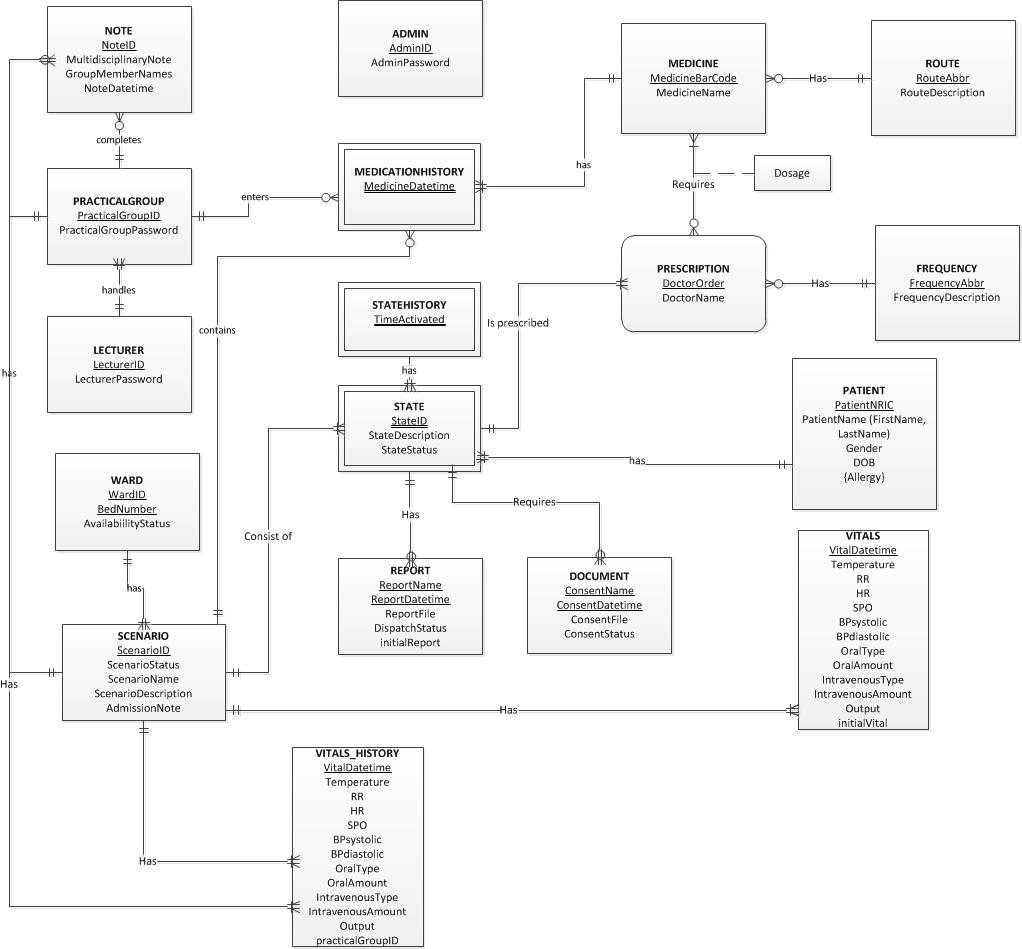 NOTE
NoteID
MultidisciplinaryNote
GroupMemberNames
NoteDatetime
ADMIN
AdminID
AdminPassword
MEDICINE
MedicineBarCode
MedicineName
Has
ROUTE
RouteAbbr
RouteDescription
completes
PRACTICALGROUP
PracticalGroupID
PracticalGroupPassword
enters
MEDICATIONHISTORY
MedicineDatetime
has
Requires
Dosage
PRESCRIPTION
DoctorOrder
DoctorName
Has
FREQUENCY
FrequencyAbbr
FrequencyDescription
handles
LECTURER
LecturerID
LecturerPassword
contains
STATEHISTORY
TimeActivated
Is prescribed
has
has
STATE
StateID
StateDescription
StateStatus
has
PATIENT
PatientNRIC
PatientName (FirstName,
LastName)
Gender
DOB
{Allergy}
WARD
WardID
BedNumber
AvailabiilityStatus
has
Consist of
Has
Requires
REPORT
ReportName
ReportDatetime
ReportFile
DispatchStatus
initialReport
DOCUMENT
ConsentName
ConsentDatetime
ConsentFile
ConsentStatus
VITALS
VitalDatetime
Temperature
RR
HR
SPO
BPsystolic
BPdiastolic
OralType
OralAmount
IntravenousType
IntravenousAmount
Output
initialVital
SCENARIO
ScenarioID
ScenarioStatus
ScenarioName
ScenarioDescription
AdmissionNote
Has
Has
Has
VITALS_HISTORY
VitalDatetime
Temperature
RR
HR
SPO
BPsystolic
BPdiastolic
OralType
OralAmount
IntravenousType
IntravenousAmount
Output
practicalGroupID